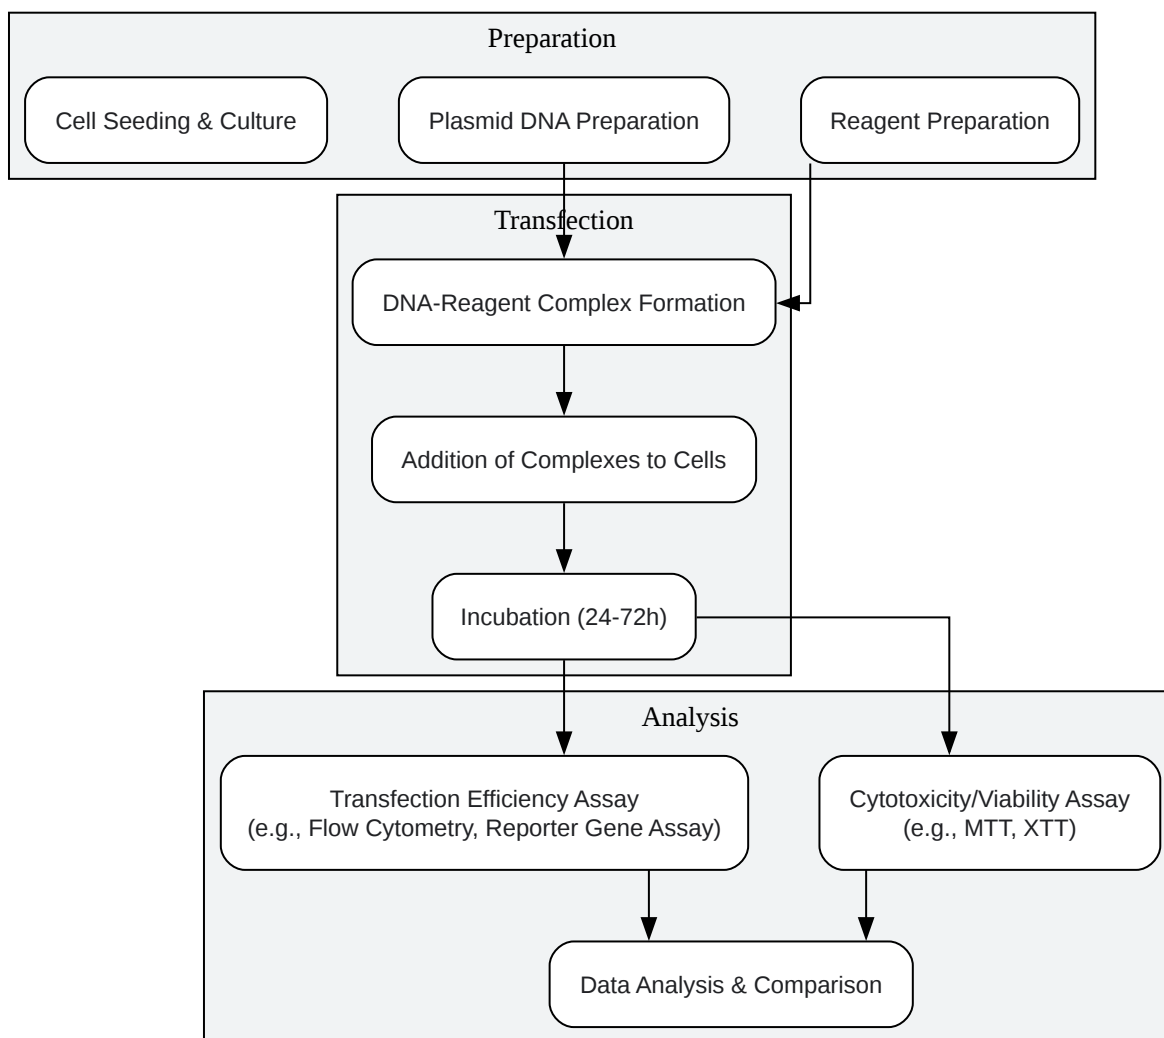 Preparation
Cell Seeding & Culture
Plasmid DNA Preparation
Reagent Preparation
Transfection
DNA-Reagent Complex Formation
Addition of Complexes to Cells
Incubation (24-72h)
Analysis
Transfection Efficiency Assay
(e.g., Flow Cytometry, Reporter Gene Assay)
Cytotoxicity/Viability Assay
(e.g., MTT, XTT)
Data Analysis & Comparison